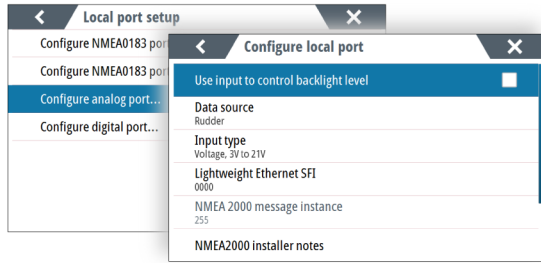 Local port setup
Configure NMEA0183
Configure NMEA0183
Configure analog port...
Configure digital port...
Configure local port
Use input to control backlight level
Data source
Rudder
Input type
Voltage, 3V to 21V
Lightweight Ethernet SFI
0000
NMEA 2000 message instance
255
NMEA2000 installer notes